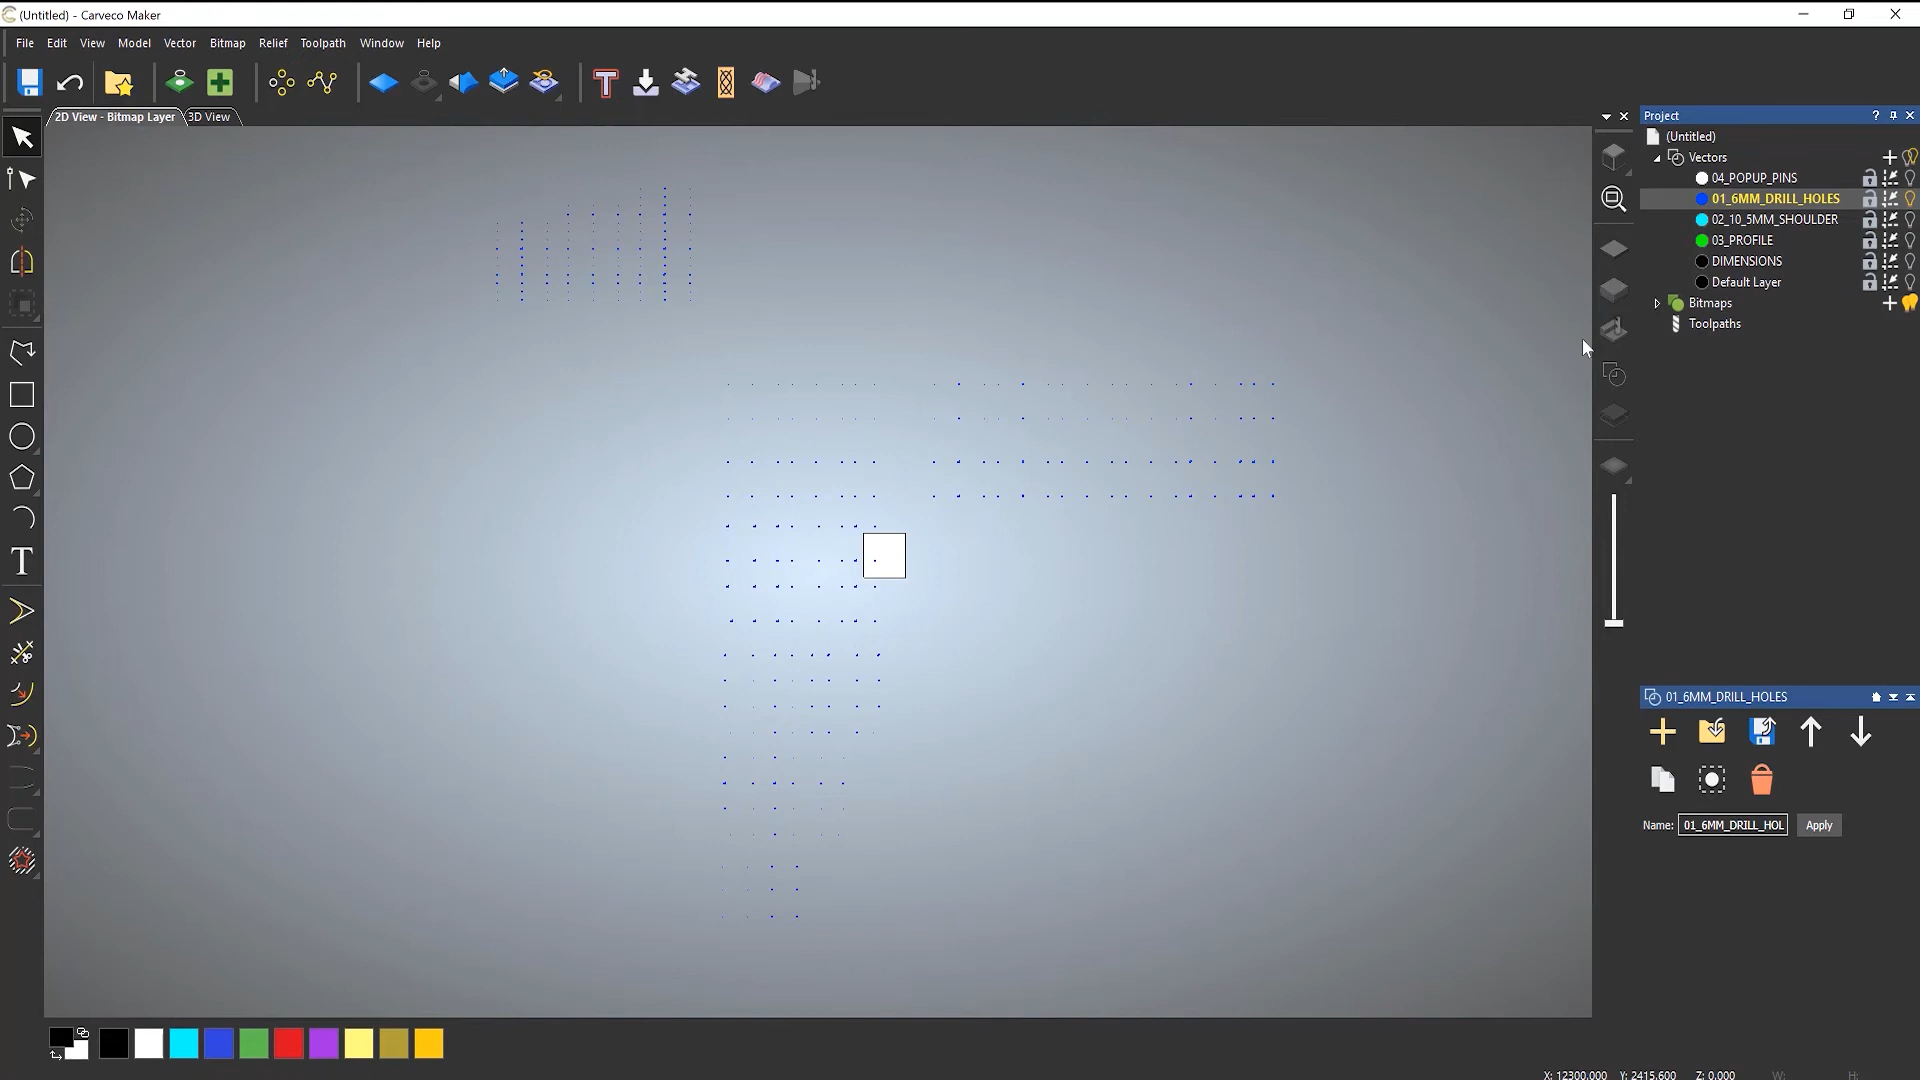 (Untitled) - Carveco Maker
File Edit View Model Vector Bitmap Relief Toolpath Window Help
2D View - Bitmap Layer 3D View
Project
(Untitled)
Vectors
04_POPUP_PINS
01_6MM_DRILL_HOLES
02_10_5MM_SHOULDER
03_PROFILE
DIMENSIONS
Default Layer
Bitmaps
Toolpaths
01_6MM_DRILL_HOLES
Name: 01_6MM_DRILL_HOL Apply
X: 12300.000 Y: 2415.600 Z: 0.000 W: H: